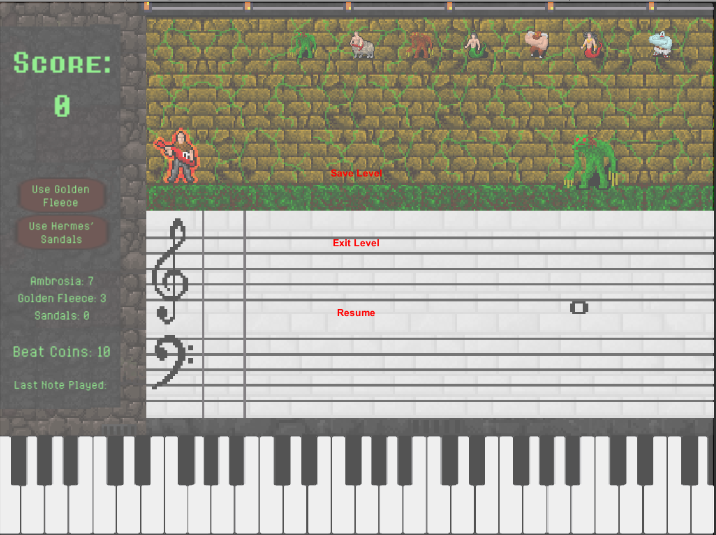 Score:
0
Use Golden
Fleece
Use Hermes'
Sandals
Ambrosia: 7
Golden Fleece: 3
Sandals: 0
Beat Coins: 10
Last Note Played:
Save Level
Exit Level
Resume